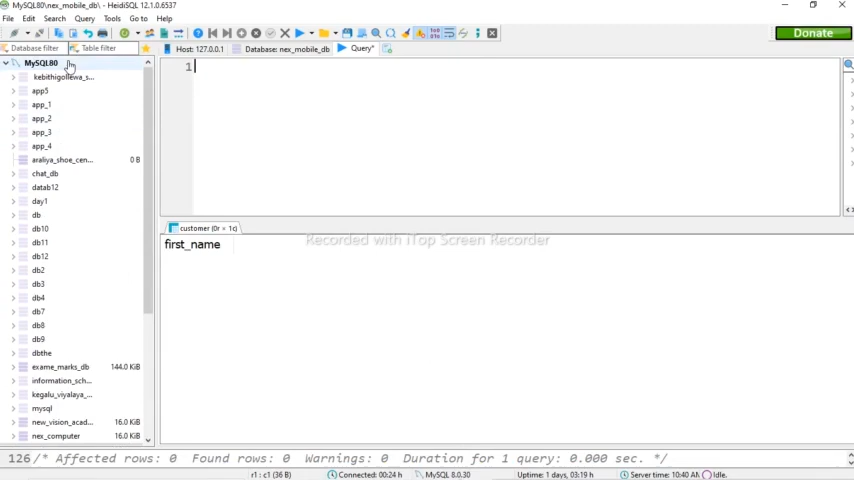 MySQL80\nex_mobile_db\ - HeidiSQL 12.1.0.6537
File Edit Search Query Tools Go to Help
Donate
Database filter Table filter
Host: 127.0.0.1 Database: nex_mobile_db Query*
MySQL80
kebithigollewa_s...
app5
app_1
app_2
app_3
app_4
araliya_shoe_cen... 0 B
chat_db
datab12
day1
db
db10
db11
db12
db2
db3
db4
db7
db8
db9
dbthe
exame_marks_db 144.0 KiB
information_sch...
kegalu_viyalaya_...
mysql
new_vision_acad... 16.0 KiB
nex_computer 16.0 KiB
1
customer (0r × 1c)
first_name
Recorded with iTop Screen Recorder
126 /* Affected rows: 0 Found rows: 0 Warnings: 0 Duration for 1 query: 0.000 sec. */
r1 : c1 (36 B) Connected: 00:24 h MySQL 8.0.30 Uptime: 1 days, 03:19 h Server time: 10:40 AM Idle.